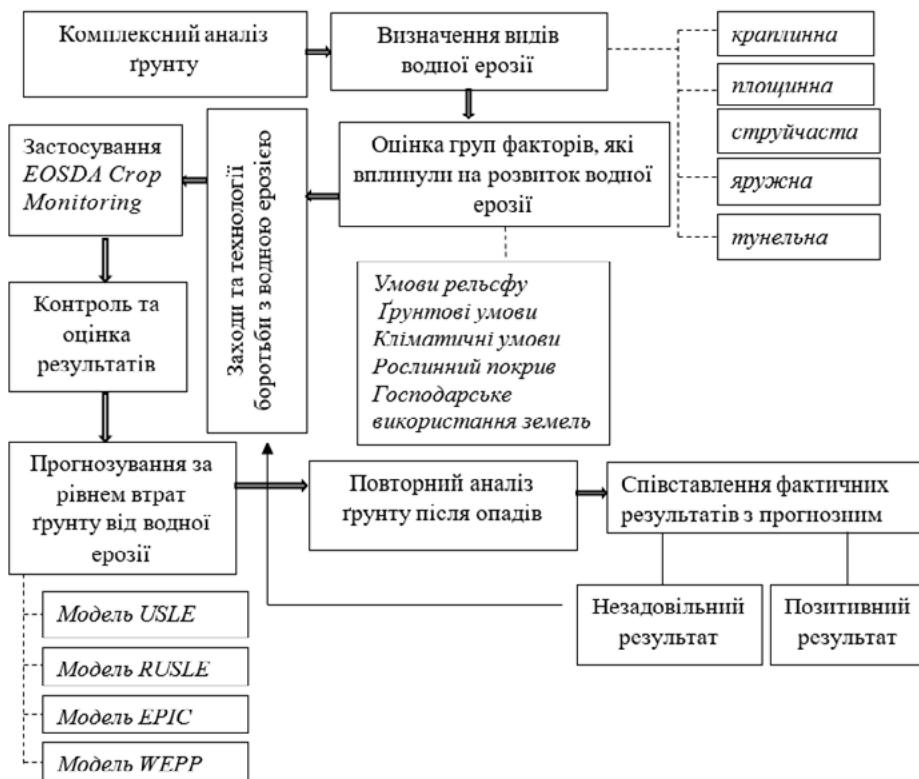 Комплексний аналіз
ґрунту
Визначення видів
водної ерозії
краплинна
площинна
струйчаста
яружна
тунельна
Застосування
EOSDA Crop
Monitoring
Заходи та технології
боротьби з водною ерозією
Оцінка груп факторів, які
вплинули на розвиток водної
ерозії
Умови рельєфу
Ґрунтові умови
Кліматичні умови
Рослинний покрив
Господарське
використання земель
Контроль та
оцінка
результатів
Прогнозування за
рівнем втрат
ґрунту від водної
ерозії
Повторний аналіз
ґрунту після опадів
Співставлення фактичних
результатів з прогнозним
Незадовільний
результат
Позитивний
результат
Модель USLE
Модель RUSLE
Модель EPIC
Модель WEPP